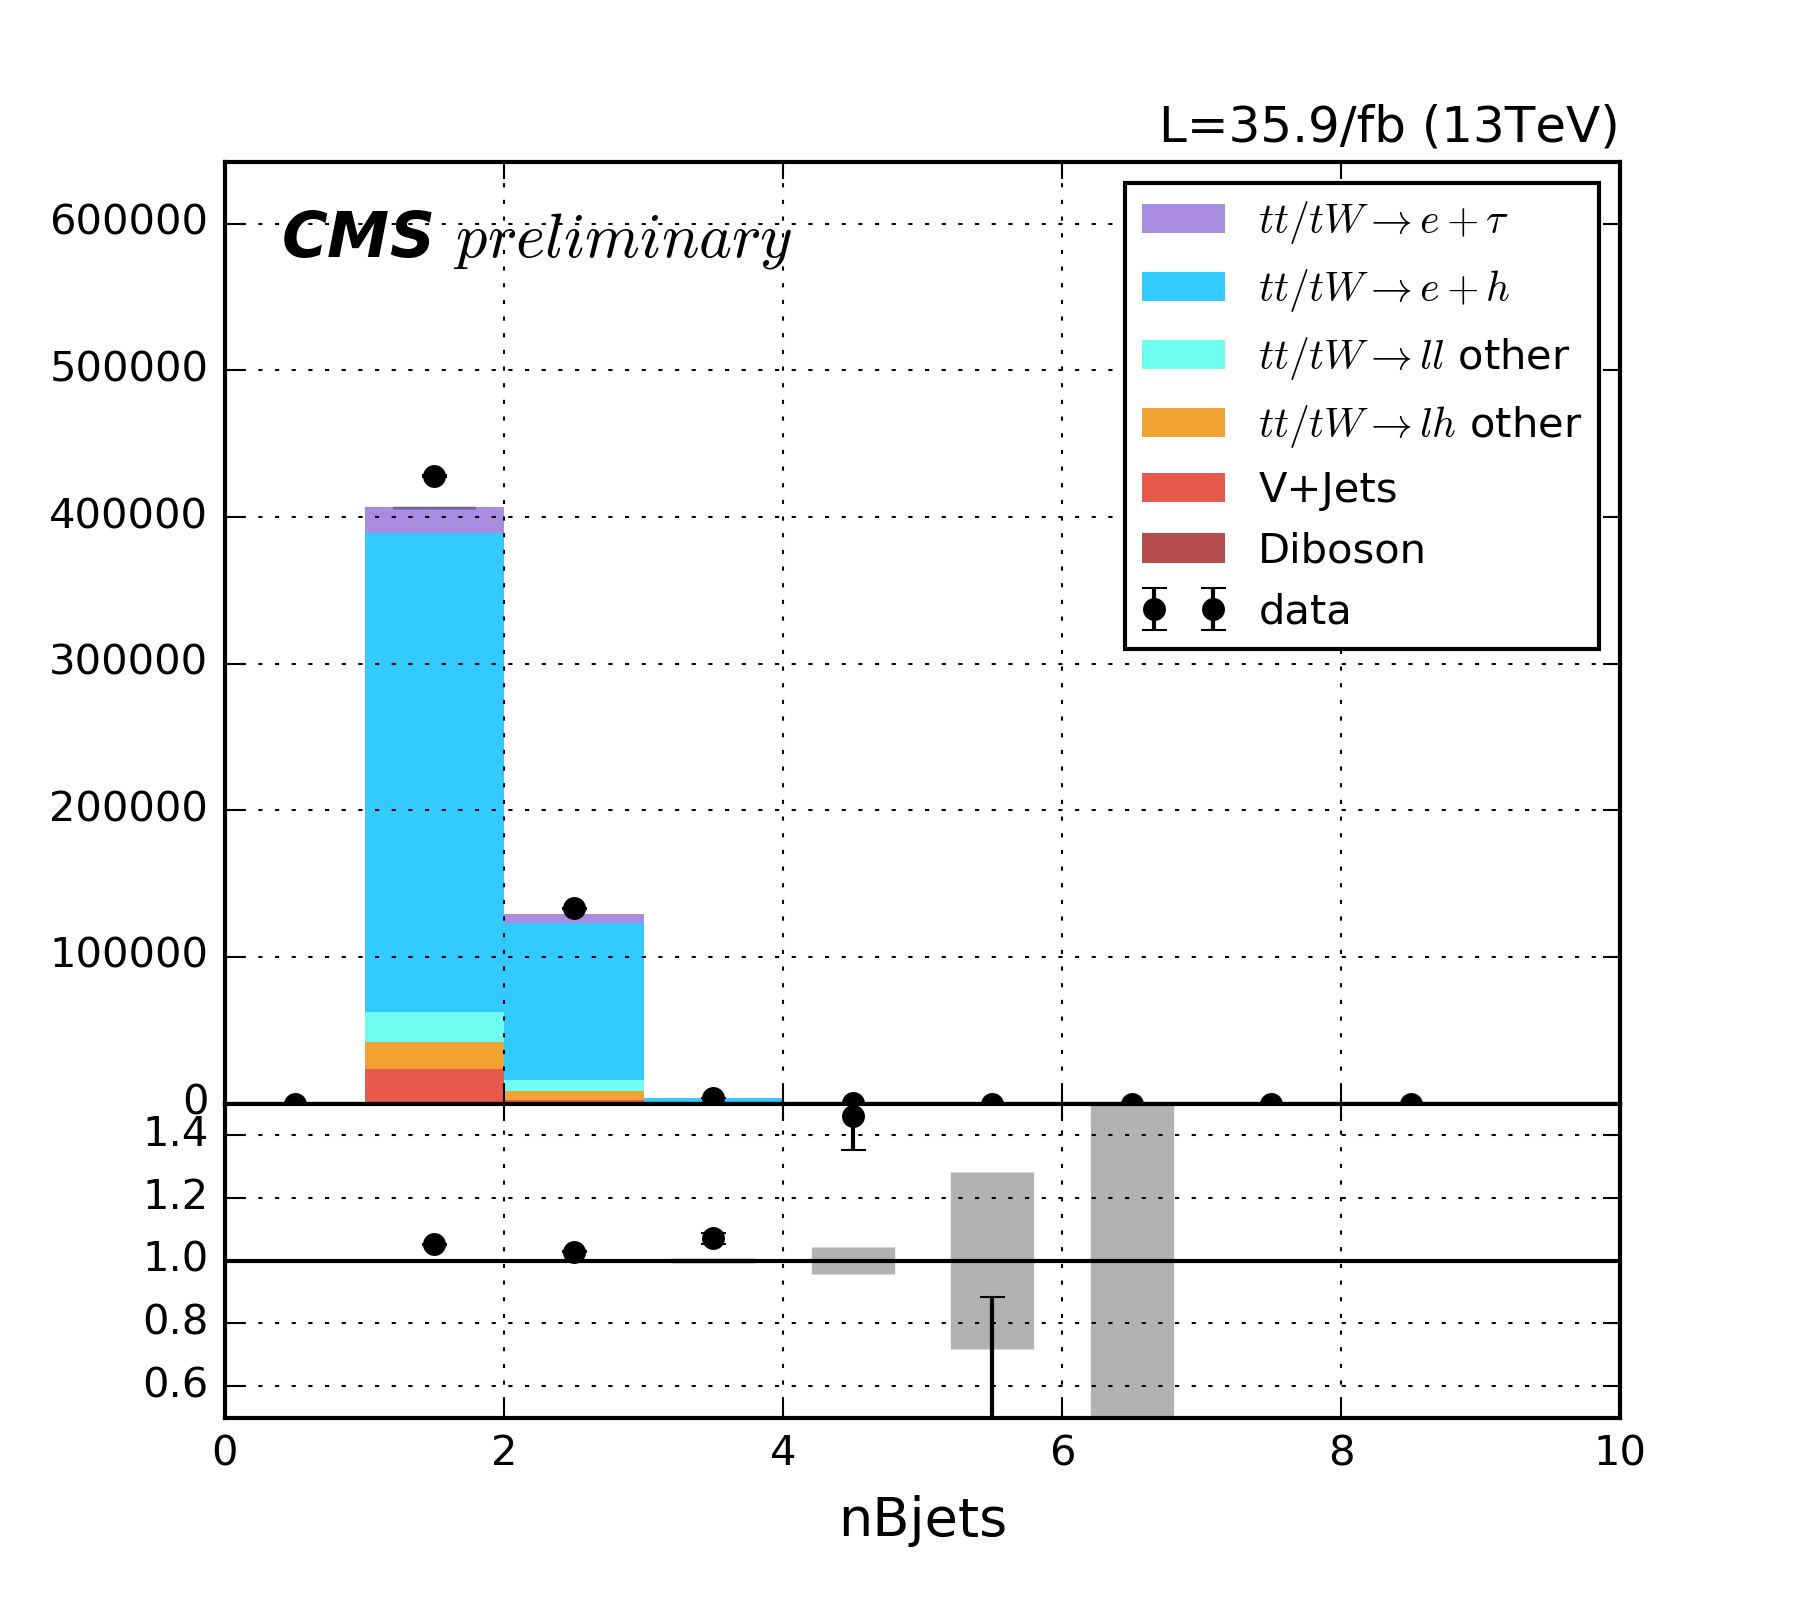 L=35.9/fb (13TeV)
CMS preliminary
600000
500000
400000
300000
200000
100000
0
tt/tW→e+τ
tt/tW→e+h
tt/tW→ll other
tt/tW→lh other
V+Jets
Diboson
data
1.4
1.2
1.0
0.8
0.6
0 2 4 6 8 10
nBjets